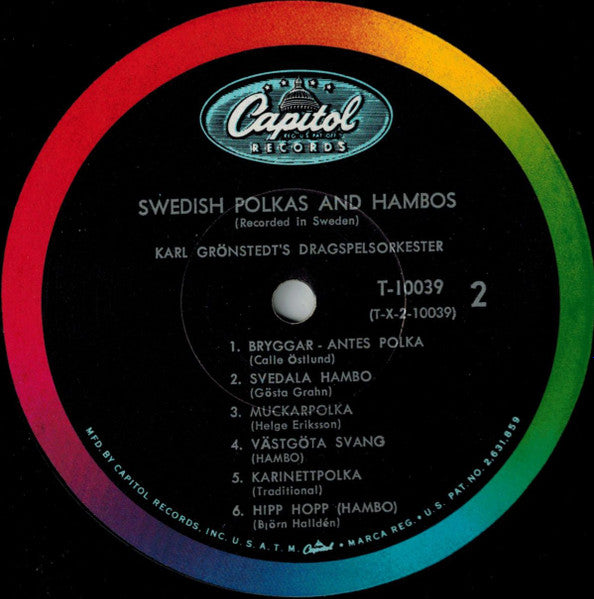 Capitol
REG. U.S. PAT. OFF.
RECORDS
SWEDISH POLKAS AND HAMBOS
(Recorded in Sweden)
KARL GRÖNSTEDT'S DRAGSPELSORKESTER
T-10039
2
(T-X-2-10039)
1. BRYGGAR - ANTES POLKA
(Calle Östlund)
2. SVEDALA HAMBO
(Gösta Grahn)
3. MUCKARPOLKA
(Helge Eriksson)
4. VÄSTGÖTA SVANG
(HAMBO)
5. KARINETTPOLKA
(Traditional)
6. HIPP HOPP (HAMBO)
(Björn Halldén)
MFD. BY CAPITOL RECORDS, INC. U. S. A. T. M. Capitol • MARCA REG. • U.S. PAT. NO. 2,631,859